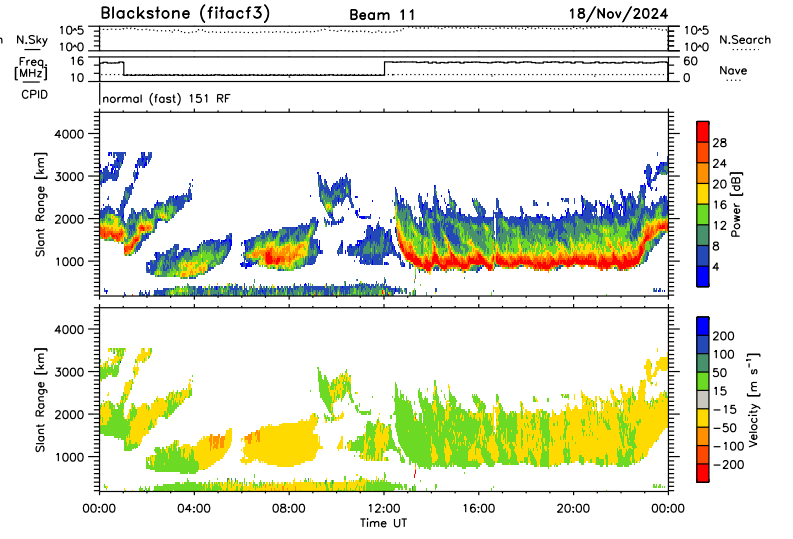 Blackstone (fitacf3) Beam 11 18/Nov/2024
N.Sky 10^5 10^0 10^5 10^0 N.Search
Freq. [MHz] 16 10 60 0 Nave
CPID normal (fast) 151 RF
Slant Range [km] 4000 3000 2000 1000
28 24 20 16 12 8 4 Power [dB]
Slant Range [km] 4000 3000 2000 1000
200 100 50 15 -15 -50 -100 -200 Velocity [m s⁻¹]
00:00 04:00 08:00 12:00 16:00 20:00 00:00
Time UT